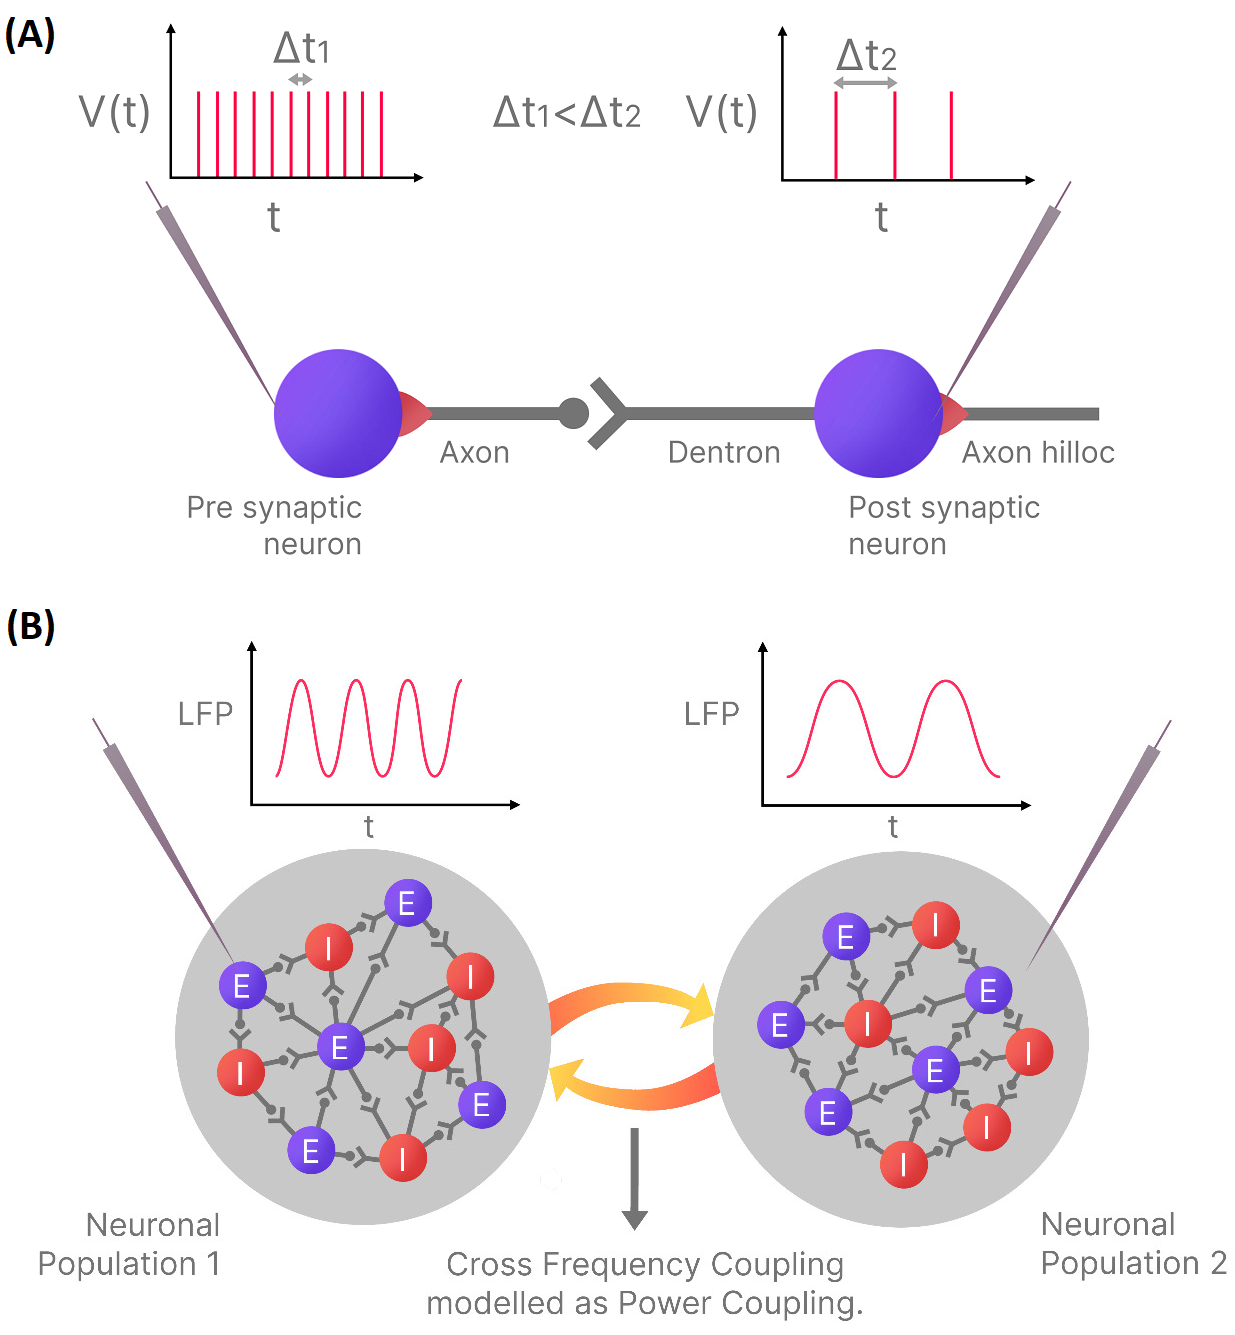 (A)
Δt1
V(t)
t
Δt1<Δt2
Δt2
V(t)
t
Axon
Dentron
Axon hilloc
Pre synaptic
neuron
Post synaptic
neuron
(B)
LFP
t
LFP
t
E
I
E
I
E
I
I
E
E
I
E
I
E
E
I
E
I
E
I
I
Neuronal
Population 1
Neuronal
Population 2
Cross Frequency Coupling
modelled as Power Coupling.